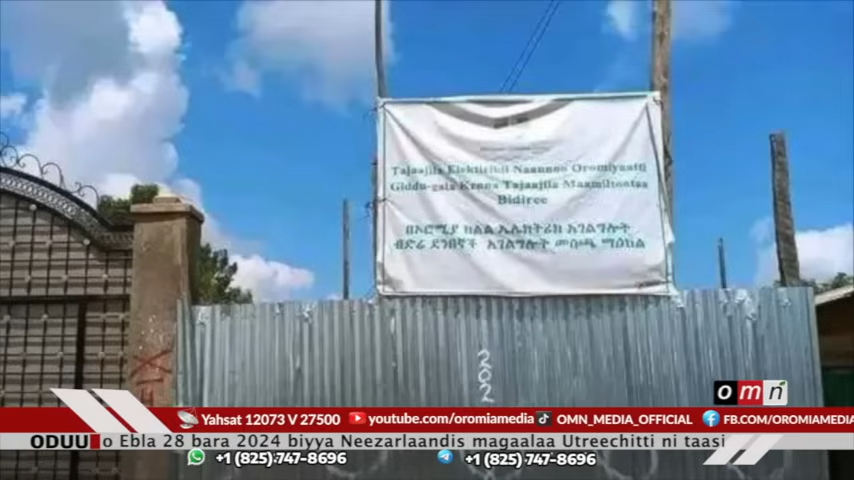 Tajaajila Elektirikii Naannoo Oromiyaatti
Giddu-gala Kenna Tajaajila Maamiltootaa
Bidiree
በኦሮሚያ ክልል ኤሌክትሪክ አገልግሎት
ብድሬ ደንበኞች አገልግሎት መስጫ ማዕከል
202
omn
Yahsat 12073 V 27500
youtube.com/oromiamedia
OMN_MEDIA_OFFICIAL
FB.COM/OROMIAMEDIA
ODUU
o Ebla 28 bara 2024 biyya Neezarlaandis magaalaa Utreechitti ni taasi
+1 (825) 747-8696
+1 (825) 747-8696